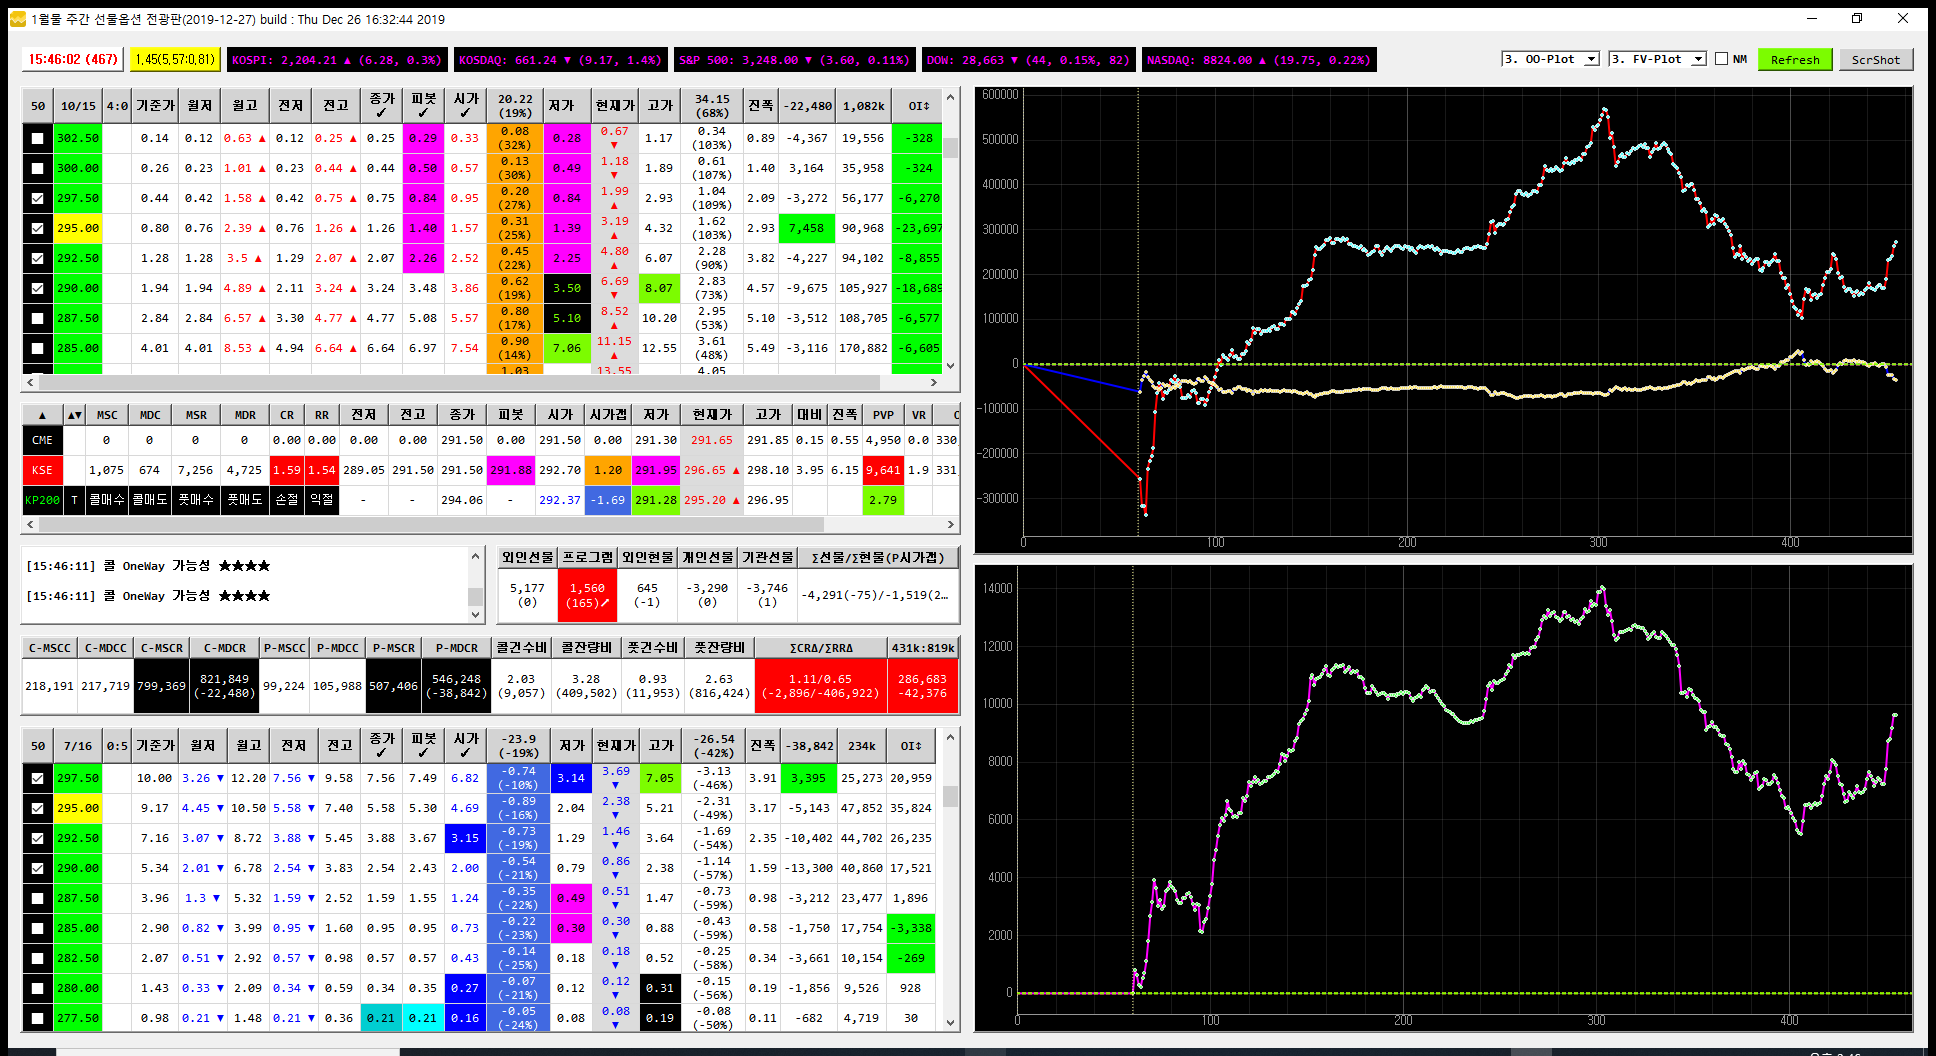 1월물 주간 선물옵션 전광판(2019-12-27) build : Thu Dec 26 16:32:44 2019
15:46:02 (467) 1,45(5,57:0,81) KOSPI: 2,204.21 ▲ (6.28, 0.3%) KOSDAQ: 661.24 ▼ (9.17, 1.4%) S&P 500: 3,248.00 ▼ (3.60, 0.11%) DOW: 28,663 ▼ (44, 0.15%, 82) NASDAQ: 8824.00 ▲ (19.75, 0.22%) 3. OO-Plot 3. FV-Plot NM Refresh ScrShot
50 10/15 4:0 기준가 월저 월고 전저 전고 종가✓ 피봇✓ 시가✓ 20.22 (19%) 저가 현재가 고가 34.15 (68%) 진폭 -22,480 1,082k OI↕
302.50 0.14 0.12 0.63 ▲ 0.12 0.25 ▲ 0.25 0.29 0.33 0.08 (32%) 0.28 0.67 ▼ 1.17 0.34 (103%) 0.89 -4,367 19,556 -328
300.00 0.26 0.23 1.01 ▲ 0.23 0.44 ▲ 0.44 0.50 0.57 0.13 (30%) 0.49 1.18 ▼ 1.89 0.61 (107%) 1.40 3,164 35,958 -324
297.50 0.44 0.42 1.58 ▲ 0.42 0.75 ▲ 0.75 0.84 0.95 0.20 (27%) 0.84 1.99 ▲ 2.93 1.04 (109%) 2.09 -3,272 56,177 -6,270
295.00 0.80 0.76 2.39 ▲ 0.76 1.26 ▲ 1.26 1.40 1.57 0.31 (25%) 1.39 3.19 ▲ 4.32 1.62 (103%) 2.93 7,458 90,968 -23,697
292.50 1.28 1.28 3.5 ▲ 1.29 2.07 ▲ 2.07 2.26 2.52 0.45 (22%) 2.25 4.80 ▲ 6.07 2.28 (90%) 3.82 -4,227 94,102 -8,855
290.00 1.94 1.94 4.89 ▲ 2.11 3.24 ▲ 3.24 3.48 3.86 0.62 (19%) 3.50 6.69 ▼ 8.07 2.83 (73%) 4.57 -9,675 105,927 -18,689
287.50 2.84 2.84 6.57 ▲ 3.30 4.77 ▲ 4.77 5.08 5.57 0.80 (17%) 5.10 8.52 ▲ 10.20 2.95 (53%) 5.10 -3,512 108,705 -6,577
285.00 4.01 4.01 8.53 ▲ 4.94 6.64 ▲ 6.64 6.97 7.54 0.90 (14%) 7.06 11.15 ▲ 12.55 3.61 (48%) 5.49 -3,116 170,882 -6,605
1.03 13.55 4.05
▲ ▲▼ MSC MDC MSR MDR CR RR 전저 전고 종가 피봇 시가 시가갭 저가 현재가 고가 대비 진폭 PVP VR
CME 0 0 0 0 0.00 0.00 0.00 0.00 291.50 0.00 291.50 0.00 291.30 291.65 291.85 0.15 0.55 4,950 0.0 330
KSE 1,075 674 7,256 4,725 1.59 1.54 289.05 291.50 291.50 291.88 292.70 1.20 291.95 296.65 ▲ 298.10 3.95 6.15 9,641 1.9 331
KP200 T 콜매수 콜매도 풋매수 풋매도 손절 익절 - - 294.06 - 292.37 -1.69 291.28 295.20 ▲ 296.95 2.79
[15:46:11] 콜 OneWay 가능성 ★★★★
[15:46:11] 콜 OneWay 가능성 ★★★★
외인선물 프로그램 외인현물 개인선물 기관선물 Σ선물/Σ현물(P시가갭)
5,177 (0) 1,560 (165)↗ 645 (-1) -3,290 (0) -3,746 (1) -4,291(-75)/-1,519(2...
C-MSCC C-MDCC C-MSCR C-MDCR P-MSCC P-MDCC P-MSCR P-MDCR 콜건수비 콜잔량비 풋건수비 풋잔량비 ΣCRΔ/ΣRRΔ 431k:819k
218,191 217,719 799,369 821,849 (-22,480) 99,224 105,988 507,406 546,248 (-38,842) 2.03 (9,057) 3.28 (409,502) 0.93 (11,953) 2.63 (816,424) 1.11/0.65 (-2,896/-406,922) 286,683 -42,376
50 7/16 0:5 기준가 월저 월고 전저 전고 종가✓ 피봇✓ 시가✓ -23.9 (-19%) 저가 현재가 고가 -26.54 (-42%) 진폭 -38,842 234k OI↕
297.50 10.00 3.26 ▼ 12.20 7.56 ▼ 9.58 7.56 7.49 6.82 -0.74 (-10%) 3.14 3.69 ▼ 7.05 -3.13 (-46%) 3.91 3,395 25,273 20,959
295.00 9.17 4.45 ▼ 10.50 5.58 ▼ 7.40 5.58 5.30 4.69 -0.89 (-16%) 2.04 2.38 ▼ 5.21 -2.31 (-49%) 3.17 -5,143 47,852 35,824
292.50 7.16 3.07 ▼ 8.72 3.88 ▼ 5.45 3.88 3.67 3.15 -0.73 (-19%) 1.29 1.46 ▼ 3.64 -1.69 (-54%) 2.35 -10,402 44,702 26,235
290.00 5.34 2.01 ▼ 6.78 2.54 ▼ 3.83 2.54 2.43 2.00 -0.54 (-21%) 0.79 0.86 ▼ 2.38 -1.14 (-57%) 1.59 -13,300 40,860 17,521
287.50 3.96 1.3 ▼ 5.32 1.59 ▼ 2.52 1.59 1.55 1.24 -0.35 (-22%) 0.49 0.51 ▼ 1.47 -0.73 (-59%) 0.98 -3,212 23,477 1,896
285.00 2.90 0.82 ▼ 3.99 0.95 ▼ 1.60 0.95 0.95 0.73 -0.22 (-23%) 0.30 0.30 ▼ 0.88 -0.43 (-59%) 0.58 -1,750 17,754 -3,338
282.50 2.07 0.51 ▼ 2.92 0.57 ▼ 0.98 0.57 0.57 0.43 -0.14 (-25%) 0.18 0.18 ▼ 0.52 -0.25 (-58%) 0.34 -3,661 10,154 -269
280.00 1.43 0.33 ▼ 2.09 0.34 ▼ 0.59 0.34 0.35 0.27 -0.07 (-21%) 0.12 0.12 ▼ 0.31 -0.15 (-56%) 0.19 -1,856 9,526 928
277.50 0.98 0.21 ▼ 1.48 0.21 ▼ 0.36 0.21 0.21 0.16 -0.05 (-24%) 0.08 0.08 ▼ 0.19 -0.08 (-50%) 0.11 -682 4,719 30
600000
500000
400000
300000
200000
100000
0
-100000
-200000
-300000
0 100 200 300 400
14000
12000
10000
8000
6000
4000
2000
0
0 100 200 300 400